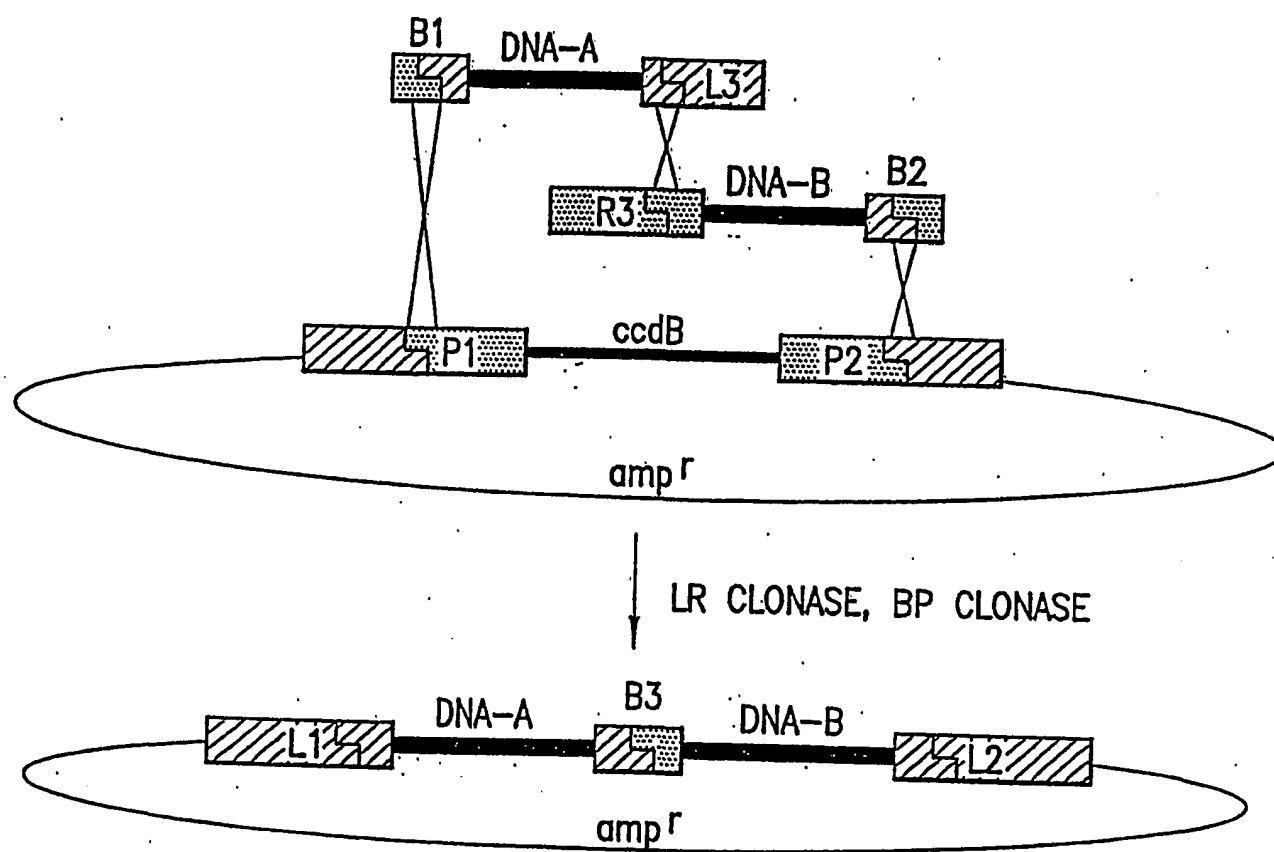 B1
DNA-A
L3
R3
DNA-B
B2
P1
ccdB
P2
amp r
LR CLONASE, BP CLONASE
L1
DNA-A
B3
DNA-B
L2
amp r